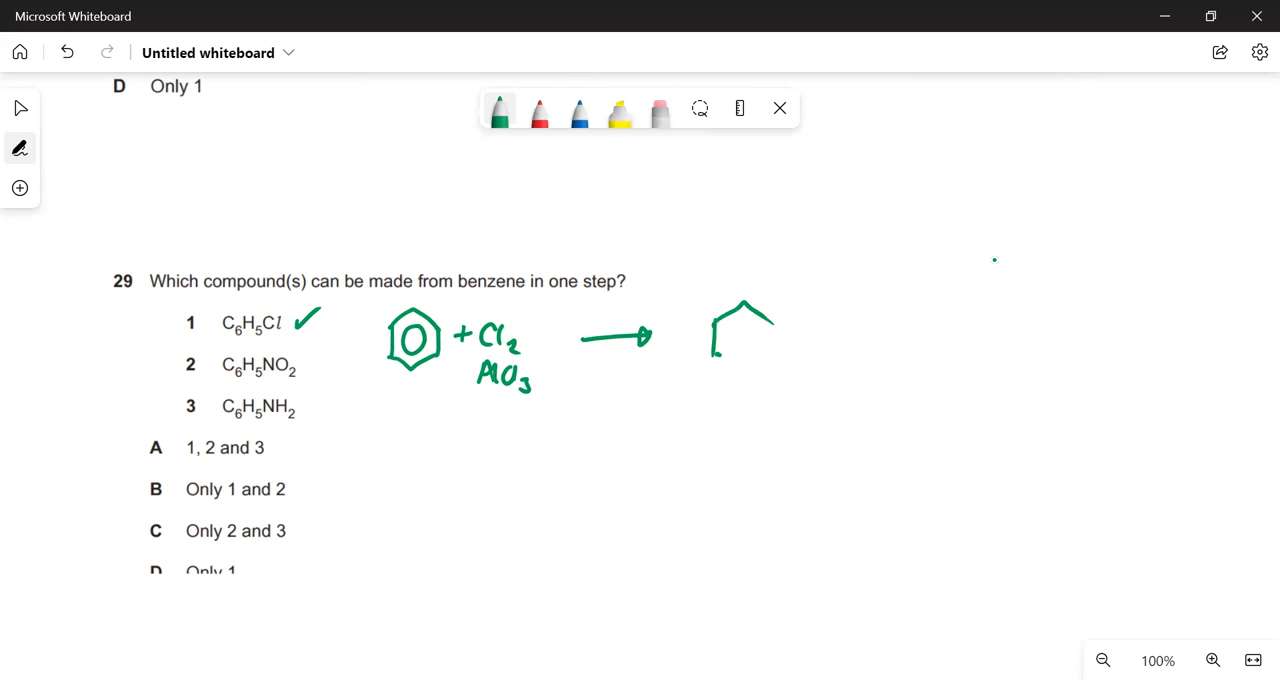 Microsoft Whiteboard
Untitled whiteboard
D Only 1
29 Which compound(s) can be made from benzene in one step?
1 C6H5Cl ✓
+ Cl2
AlCl3
2 C6H5NO2
3 C6H5NH2
A 1, 2 and 3
B Only 1 and 2
C Only 2 and 3
D Only 1
100%